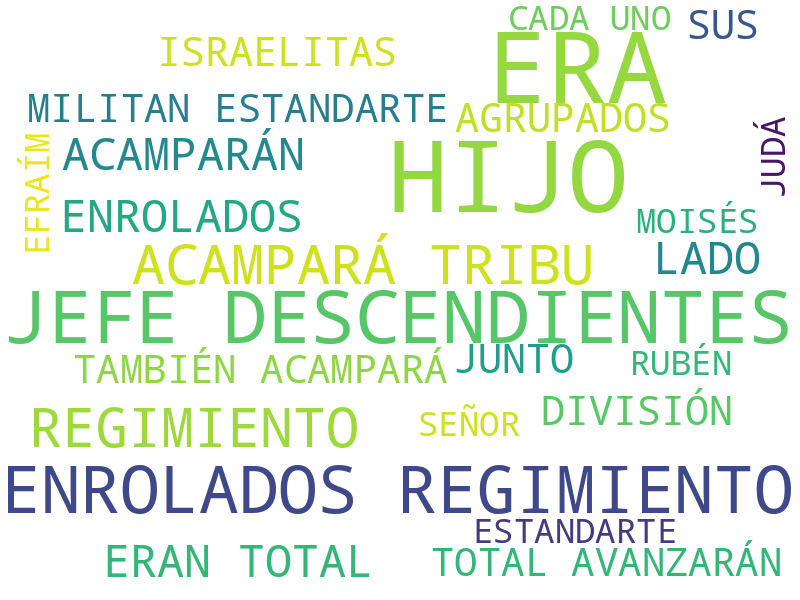 CADA UNO
SUS
ISRAELITAS
ERA
MILITAN ESTANDARTE
AGRUPADOS
JUDÁ
EFRAÍM
ACAMPARÁN
HIJO
ENROLADOS
MOISÉS
ACAMPARÁ TRIBU
LADO
JEFE DESCENDIENTES
TAMBIÉN ACAMPARÁ
JUNTO
RUBÉN
REGIMIENTO
SEÑOR
DIVISIÓN
ENROLADOS REGIMIENTO
ESTANDARTE
ERAN TOTAL
TOTAL AVANZARÁN